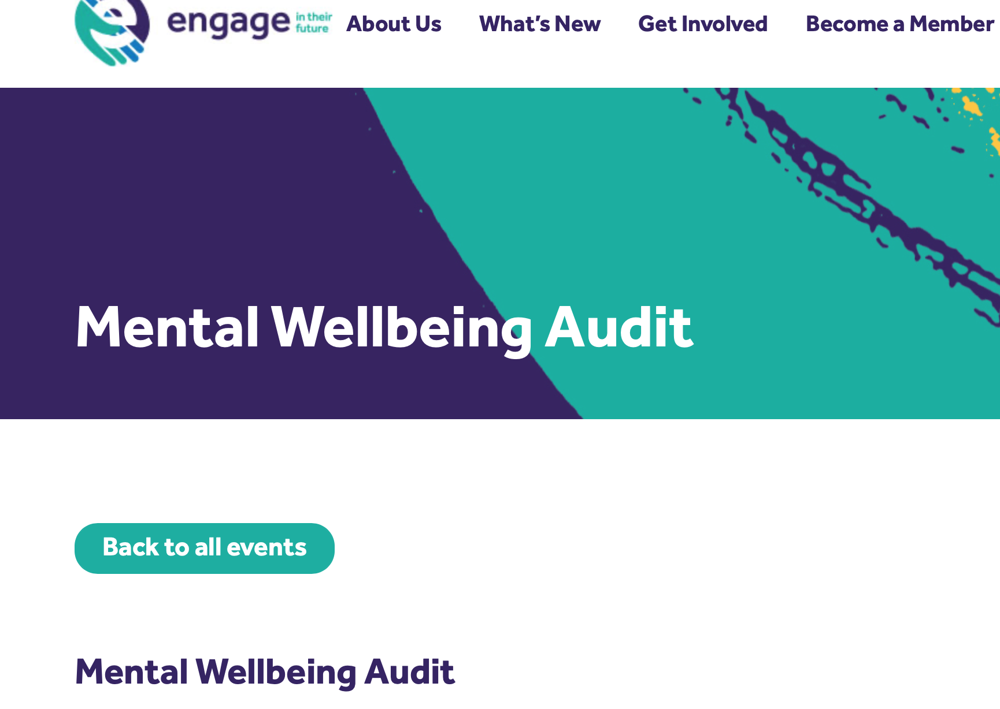 engage in their future About Us What's New Get Involved Become a Member
Mental Wellbeing Audit
Back to all events
Mental Wellbeing Audit